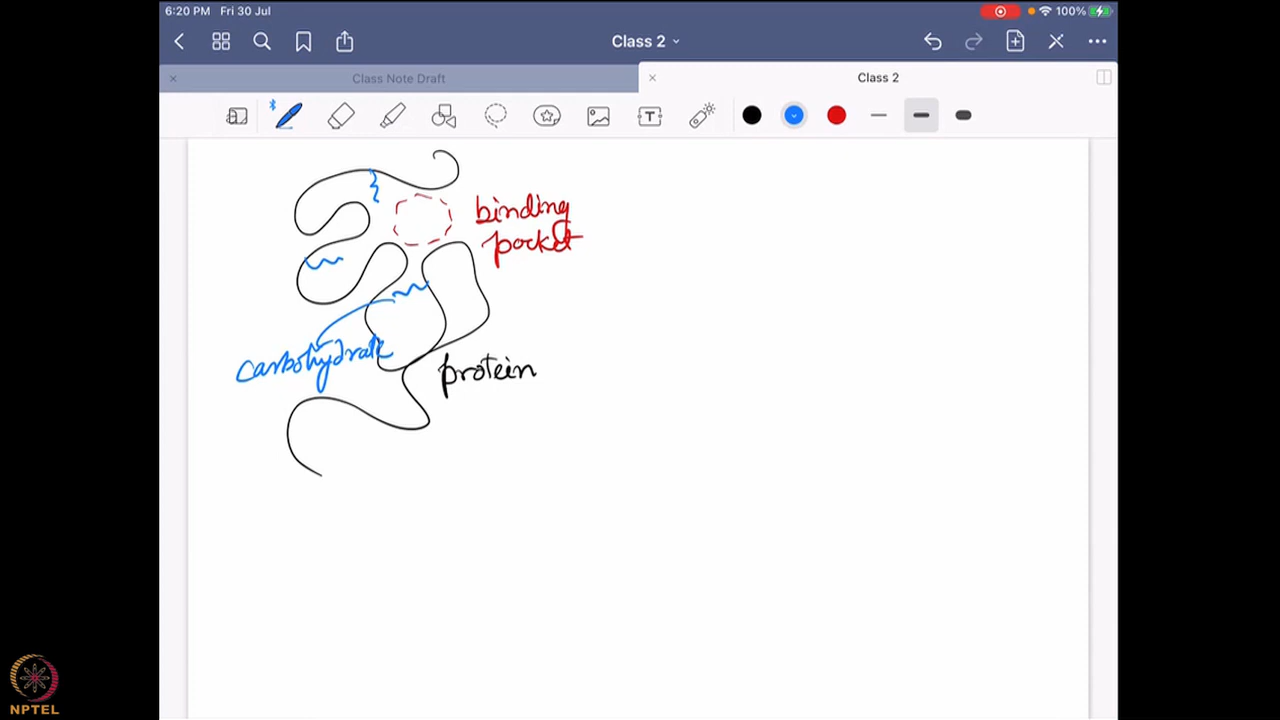 6:20 PM Fri 30 Jul
100%
Class 2
Class Note Draft
Class 2
T
binding
pocket
carbohydrate
protein
NPTEL